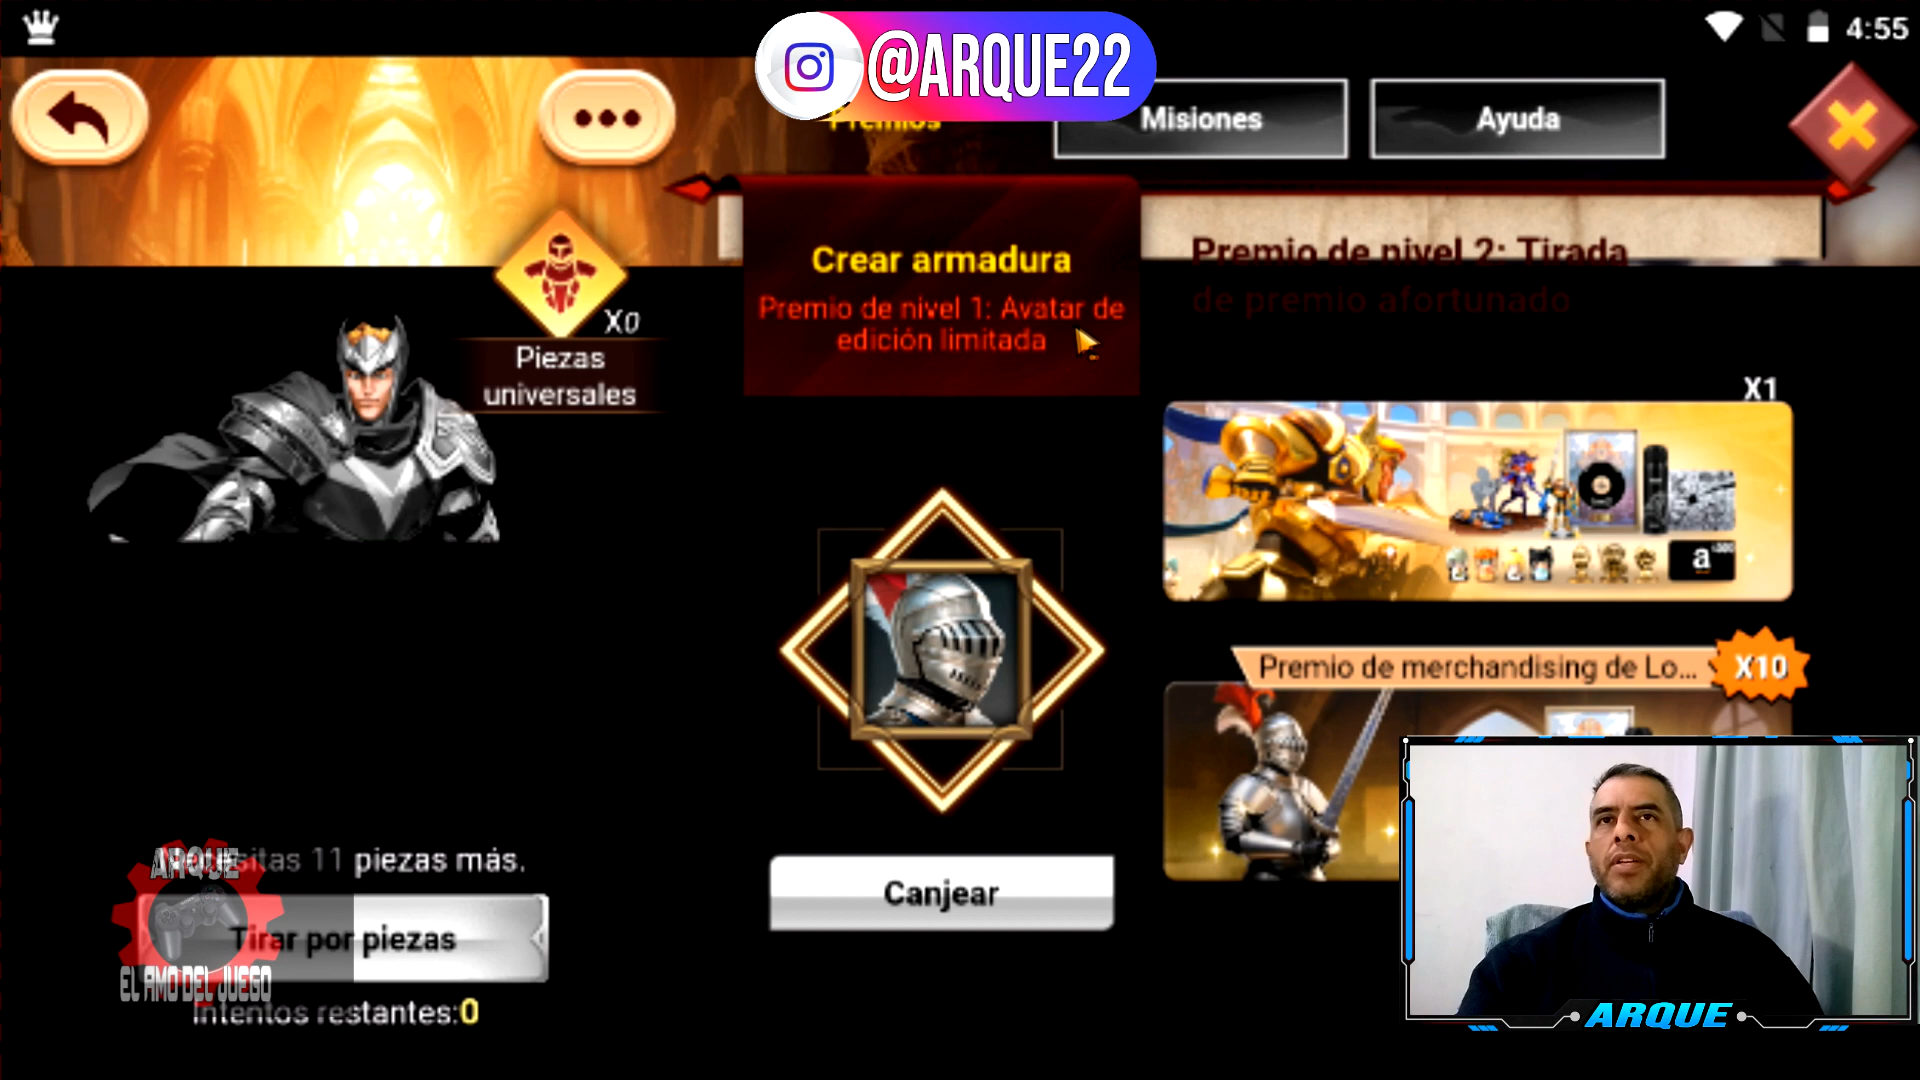 4:55
@ARQUE22
Premios
Misiones
Ayuda
Crear armadura
Premio de nivel 1: Avatar de
edición limitada
Premio de nivel 2: Tirada
de premio afortunado
X0
Piezas
universales
X1
a
Premio de merchandising de Lo...
X10
ARQUE
sitas 11 piezas más.
Canjear
Tirar por piezas
EL AMO DEL JUEGO
Intentos restantes:0
ARQUE